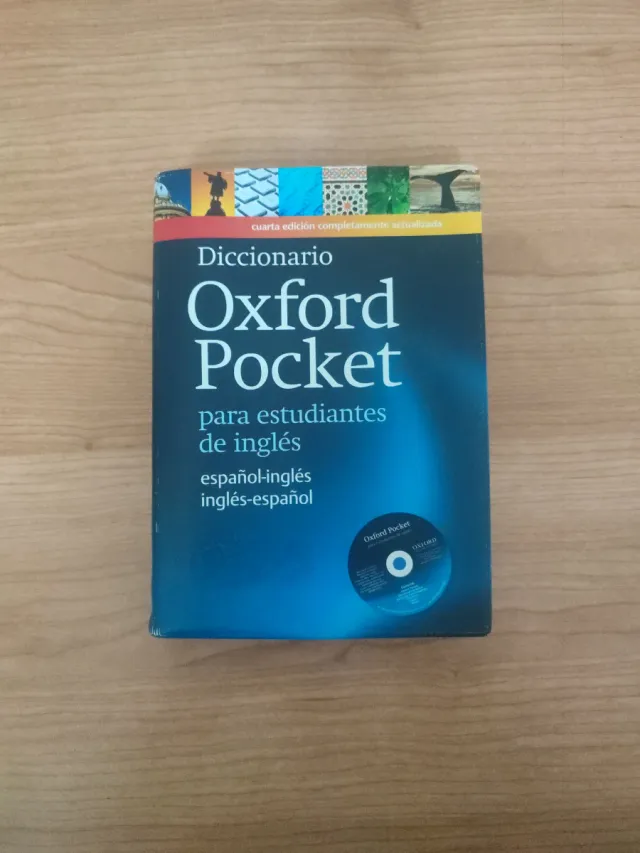 cuarta edición completamente actualizada
Diccionario
Oxford
Pocket
para estudiantes
de inglés
español-inglés
inglés-español
Oxford Pocket
OXFORD